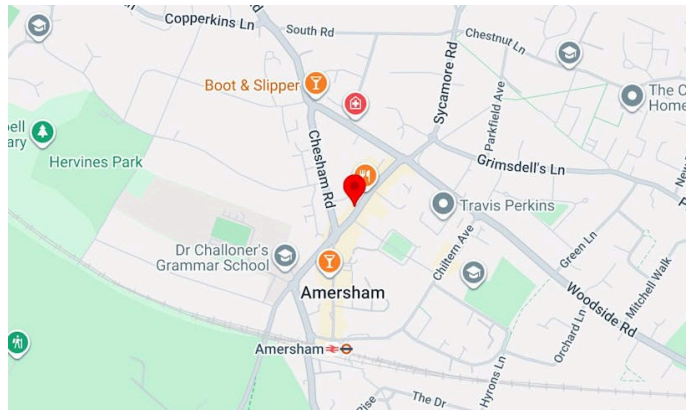 Copperkins Ln
South Rd
Chestnut Ln
Sycamore Rd
Boot & Slipper
Parkfield Ave
The C
Home
Hervines Park
Chesham Rd
Grimsdell's Ln
Travis Perkins
Dr Challoner's
Grammar School
Chiltern Ave
Green Ln
Mitchell Walk
Amersham
Woodside Rd
Orchard Ln
Amersham
Hyrons Ln
The Dr